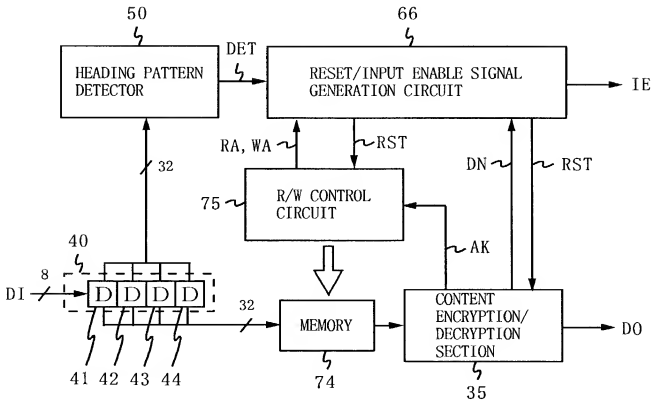 50
66
HEADING PATTERN
DETECTOR
DET
RESET/INPUT ENABLE SIGNAL
GENERATION CIRCUIT
IE
32
RA, WA
RST
DN
RST
75
R/W CONTROL
CIRCUIT
AK
40
DI
8
D D D D
32
41 42 43 44
MEMORY
74
CONTENT
ENCRYPTION/
DECRYPTION
SECTION
DO
35